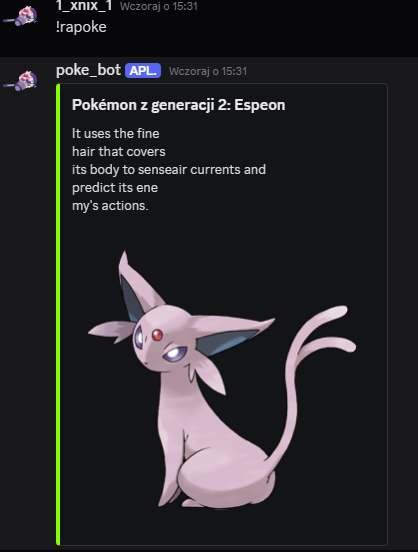 1_xnix_1 Wczoraj o 15:31
!rapoke
poke_bot APL. Wczoraj o 15:31
Pokémon z generacji 2: Espeon
It uses the fine
hair that covers
its body to senseair currents and
predict its ene
my's actions.